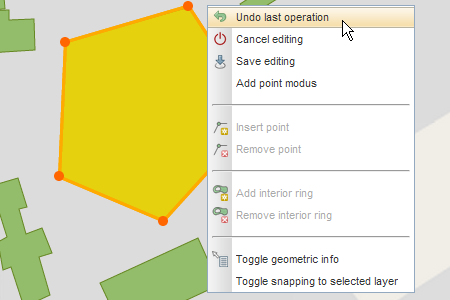 Undo last operation
Cancel editing
Save editing
Add point modus
Insert point
Remove point
Add interior ring
Remove interior ring
Toggle geometric info
Toggle snapping to selected layer